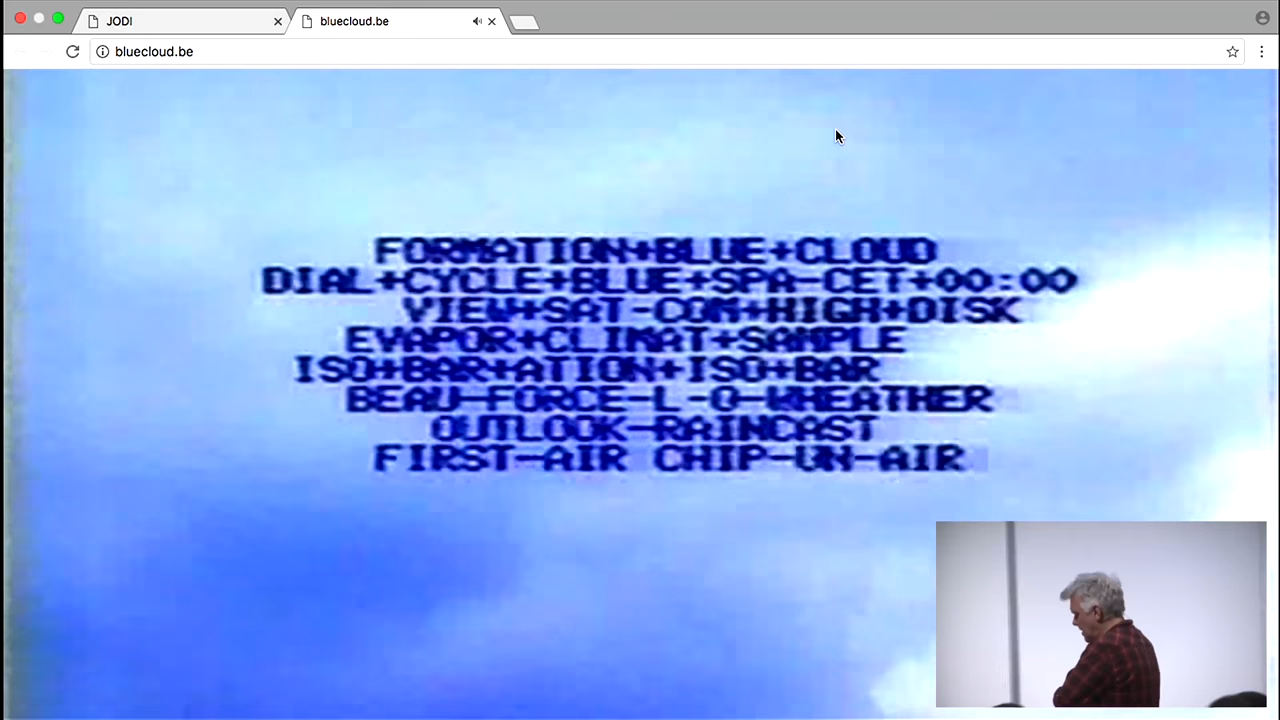 JODI
bluecloud.be
bluecloud.be
FORMATION+BLUE+CLOUD
DIAL+CYCLE+BLUE+SPA-CET+00:00
VIEW+SAT-COM+HIGH+DISK
EVAPOR+CLIMAT+SAMPLE
ISO+BAR+ATION+ISO+BAR
BEAU-FORCE-L-O-WHEATHER
OUTLOOK-RAINCAST
FIRST-AIR CHIP-UN-AIR